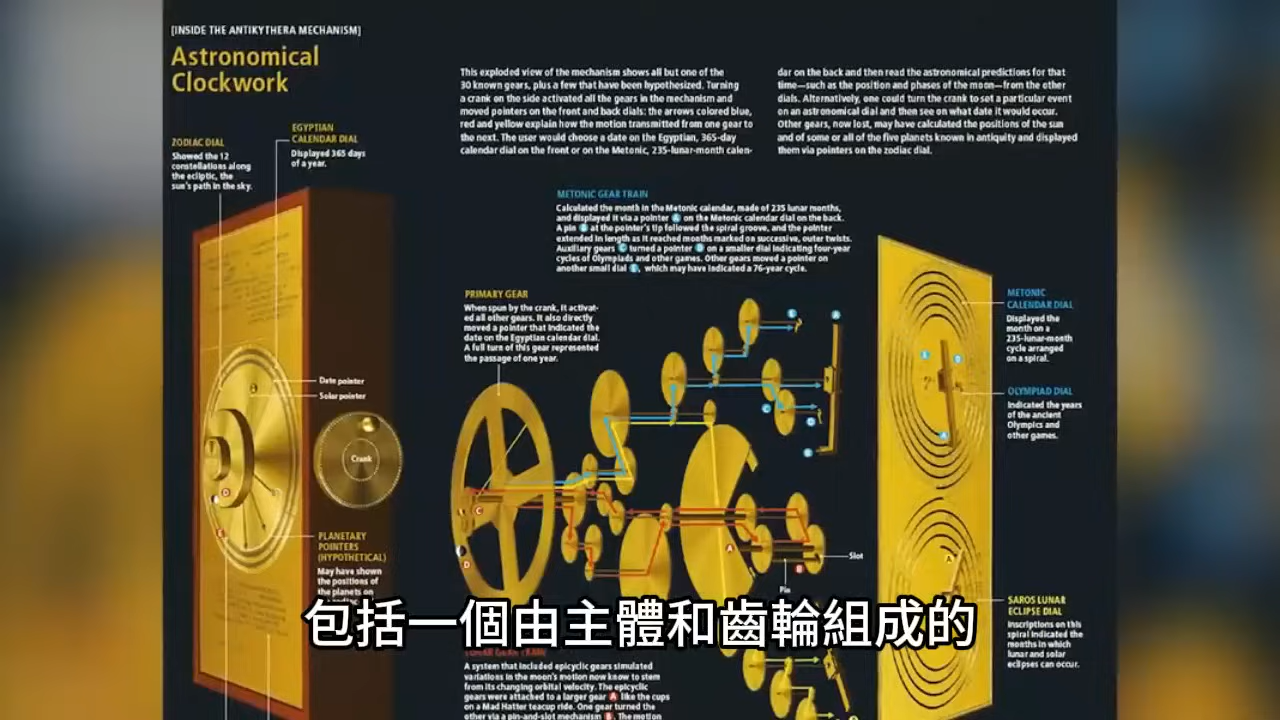 [INSIDE THE ANTIKYTHERA MECHANISM]
Astronomical
Clockwork
This exploded view of the mechanism shows all but one of the
30 known gears, plus a few that have been hypothesized. Turning
a crank on the side activated all the gears in the mechanism and
moved pointers on the front and back dials: the arrows colored blue,
red and yellow explain how the motion transmitted from one gear to
the next. The user would choose a date on the Egyptian, 365-day
calendar dial on the front or on the Metonic, 235-lunar-month calen-
dar on the back and then read the astronomical predictions for that
time—such as the position and phases of the moon—from the other
dials. Alternatively, one could turn the crank to set a particular event
on an astronomical dial and then see on what date it would occur.
Other gears, now lost, may have calculated the positions of the sun
and of some or all of the five planets known in antiquity and displayed
them via pointers on the zodiac dial.
ZODIAC DIAL
Showed the 12
constellations along
the ecliptic, the
sun's path in the sky.
EGYPTIAN
CALENDAR DIAL
Displayed 365 days
of a year.
METONIC GEAR TRAIN
Calculated the month in the Metonic calendar, made of 235 lunar months,
and displayed it via a pointer A on the Metonic calendar dial on the back.
A pin B at the pointer's tip followed the spiral groove, and the pointer
extended in length as it reached months marked on successive, outer twists.
Auxiliary gears C turned a pointer D on a smaller dial indicating four-year
cycles of Olympiads and other games. Other gears moved a pointer on
another small dial E, which may have indicated a 76-year cycle.
PRIMARY GEAR
When spun by the crank, it activat-
ed all other gears. It also directly
moved a pointer that indicated the
date on the Egyptian calendar dial.
A full turn of this gear represented
the passage of one year.
METONIC
CALENDAR DIAL
Displayed the
month on a
235-lunar-month
cycle arranged
on a spiral.
OLYMPIAD DIAL
Indicated the years
of the ancient
Olympics and
other games.
Date pointer
Solar pointer
Crank
PLANETARY
POINTERS
(HYPOTHETICAL)
May have shown
the positions of
the planets on
Slot
Pin
SAROS LUNAR
ECLIPSE DIAL
Inscriptions on this
spiral indicated the
months in which
lunar and solar
eclipses can occur.
包括一個由主體和齒輪組成的
LUNAR GEAR TRAIN
A system that included epicyclic gears simulated
variations in the moon's motion now know to stem
from its changing orbital velocity. The epicyclic
gears were attached to a larger gear A like the cups
on a Mad Hatter teacup ride. One gear turned the
other via a pin-and-slot mechanism B. The motion